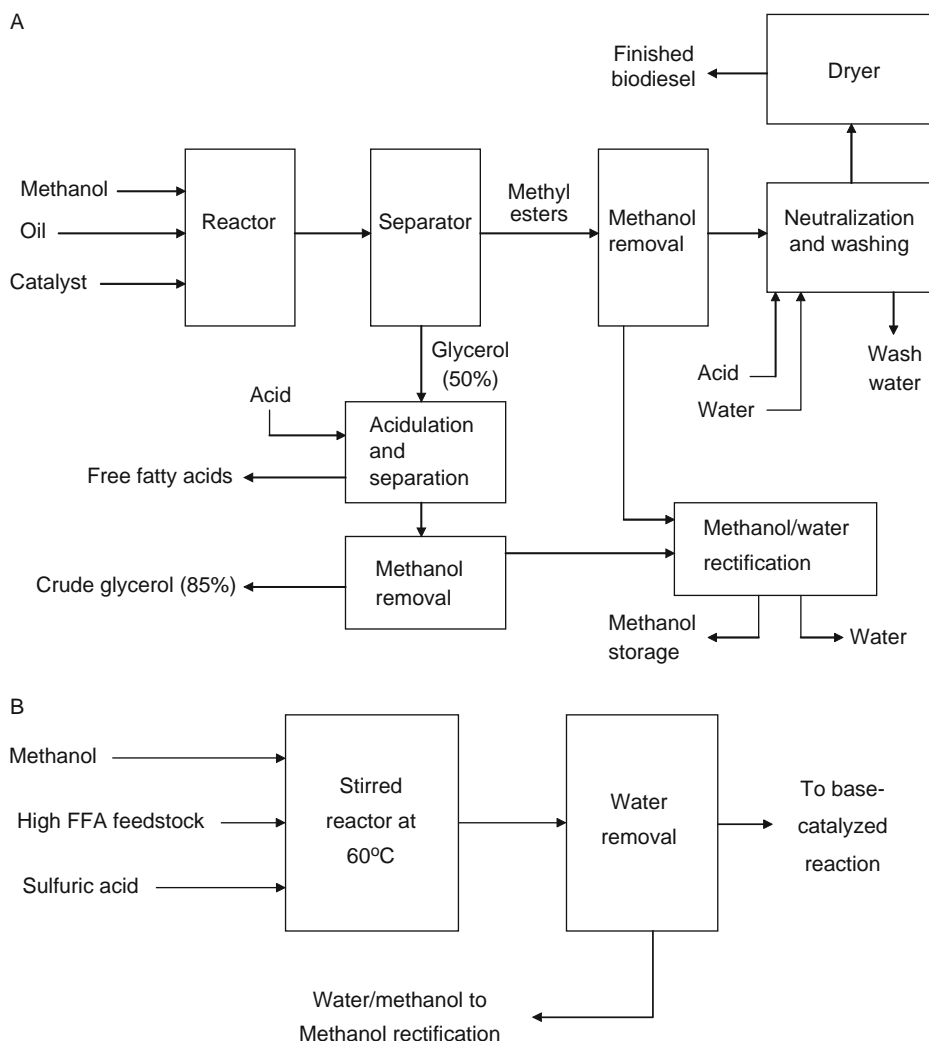 A
Finished
biodiesel
Dryer
Methanol
Oil
Catalyst
Reactor
Separator
Methyl
esters
Methanol
removal
Neutralization
and washing
Glycerol
(50%)
Acid
Water
Wash
water
Acid
Acidulation
and
separation
Free fatty acids
Methanol
removal
Crude glycerol (85%)
Methanol/water
rectification
Methanol
storage
Water
B
Methanol
High FFA feedstock
Sulfuric acid
Stirred
reactor at
60ºC
Water
removal
To base-
catalyzed
reaction
Water/methanol to
Methanol rectification